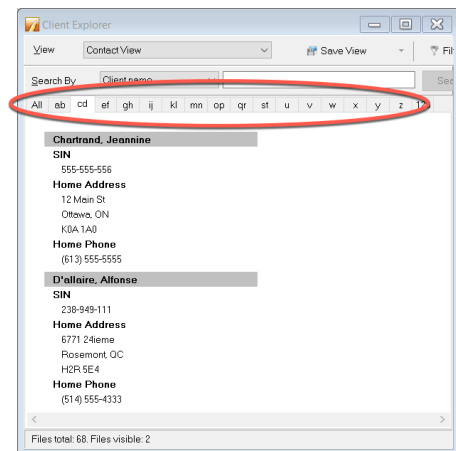 Client Explorer
View Contact View Save View
Search By Client name
All ab cd ef gh ij kl mn op qr st u v w x y z
Chartrand, Jeannine
SIN
555-555-556
Home Address
12 Main St
Ottawa, ON
K0A 1A0
Home Phone
(613) 555-5555
D'allaire, Alfonse
SIN
238-949-111
Home Address
6771 24ieme
Rosemont, QC
H2R 5E4
Home Phone
(514) 555-4333
Files total: 68. Files visible: 2